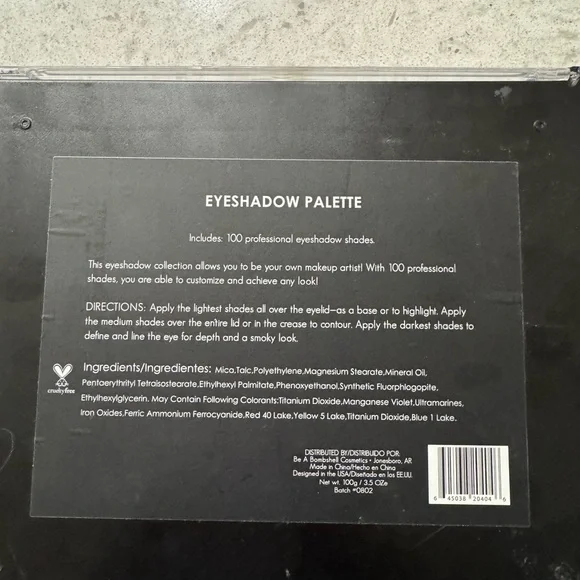 EYESHADOW PALETTE
Includes: 100 professional eyeshadow shades.
This eyeshadow collection allows you to be your own makeup artist! With 100 professional
shades, you are able to customize and achieve any look!
DIRECTIONS: Apply the lightest shades all over the eyelid—as a base or to highlight. Apply
the medium shades over the entire lid or in the crease to contour. Apply the darkest shades to
define and line the eye for depth and a smoky look.
Ingredients/Ingredientes: Mica,Talc,Polyethylene,Magnesium Stearate,Mineral Oil,
Pentaerythrityl Tetraisostearate,Ethylhexyl Palmitate,Phenoxyethanol,Synthetic Fluorphlogopite,
Ethylhexylglycerin. May Contain Following Colorants:Titanium Dioxide,Manganese Violet,Ultramarines,
Iron Oxides,Ferric Ammonium Ferrocyanide,Red 40 Lake,Yellow 5 Lake,Titanium Dioxide,Blue 1 Lake.
crueltyfree
DISTRIBUTED BY/DISTRIBUIDO POR:
Be A Bombshell Cosmetics • Jonesboro, AR
Made in China/Hecho en China
Designed in the USA/Diseñado en los EE.UU.
Net wt. 100g / 3.5 OZe
Batch #0802
6 45038 20404 6